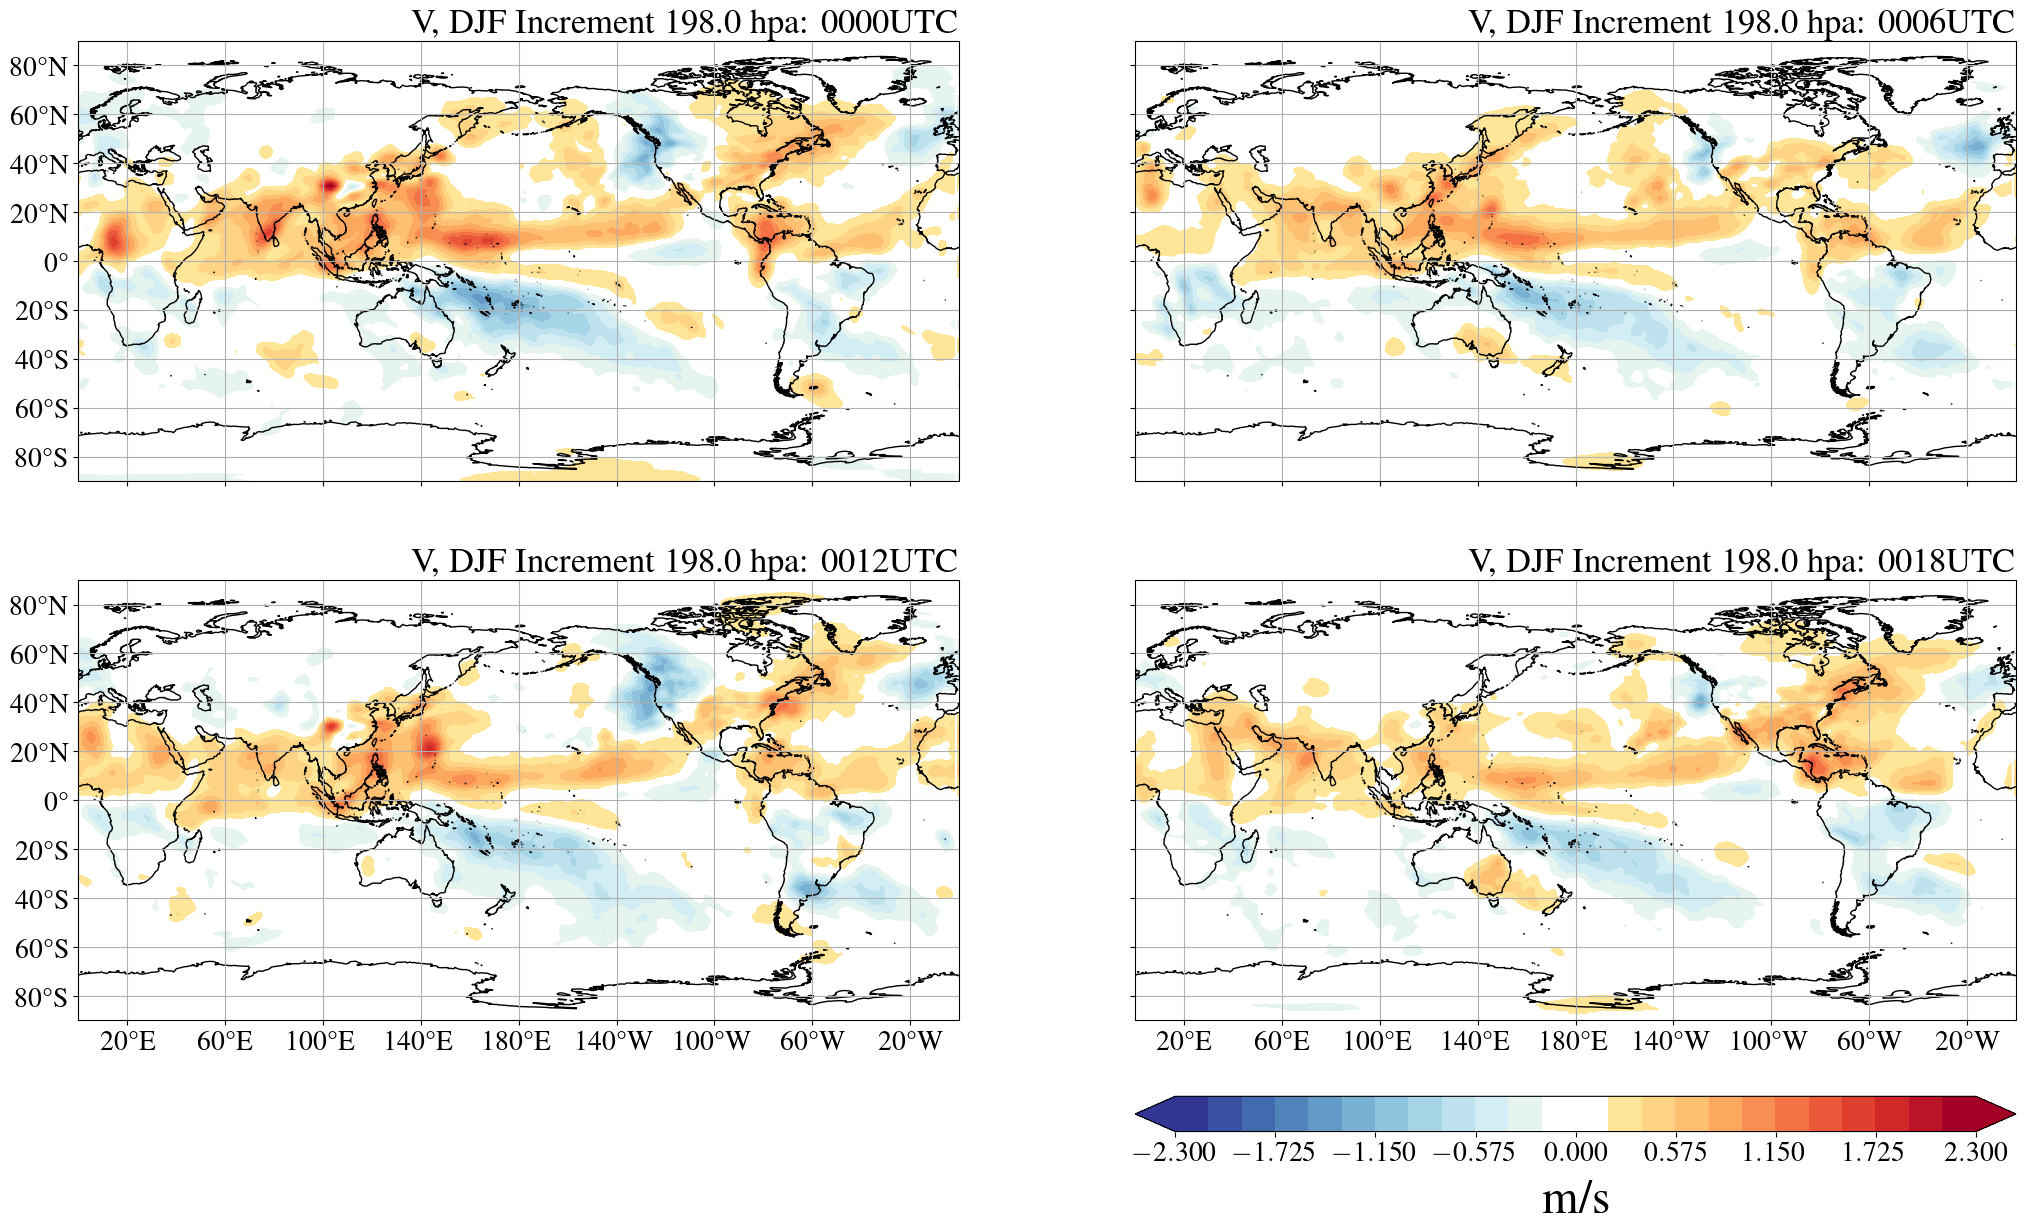 V, DJF Increment 198.0 hpa: 0000UTC
V, DJF Increment 198.0 hpa: 0006UTC
80°N
60°N
40°N
20°N
0°
20°S
40°S
60°S
80°S
V, DJF Increment 198.0 hpa: 0012UTC
V, DJF Increment 198.0 hpa: 0018UTC
80°N
60°N
40°N
20°N
0°
20°S
40°S
60°S
80°S
20°E 60°E 100°E 140°E 180°E 140°W 100°W 60°W 20°W
20°E 60°E 100°E 140°E 180°E 140°W 100°W 60°W 20°W
−2.300 −1.725 −1.150 −0.575 0.000 0.575 1.150 1.725 2.300
m/s